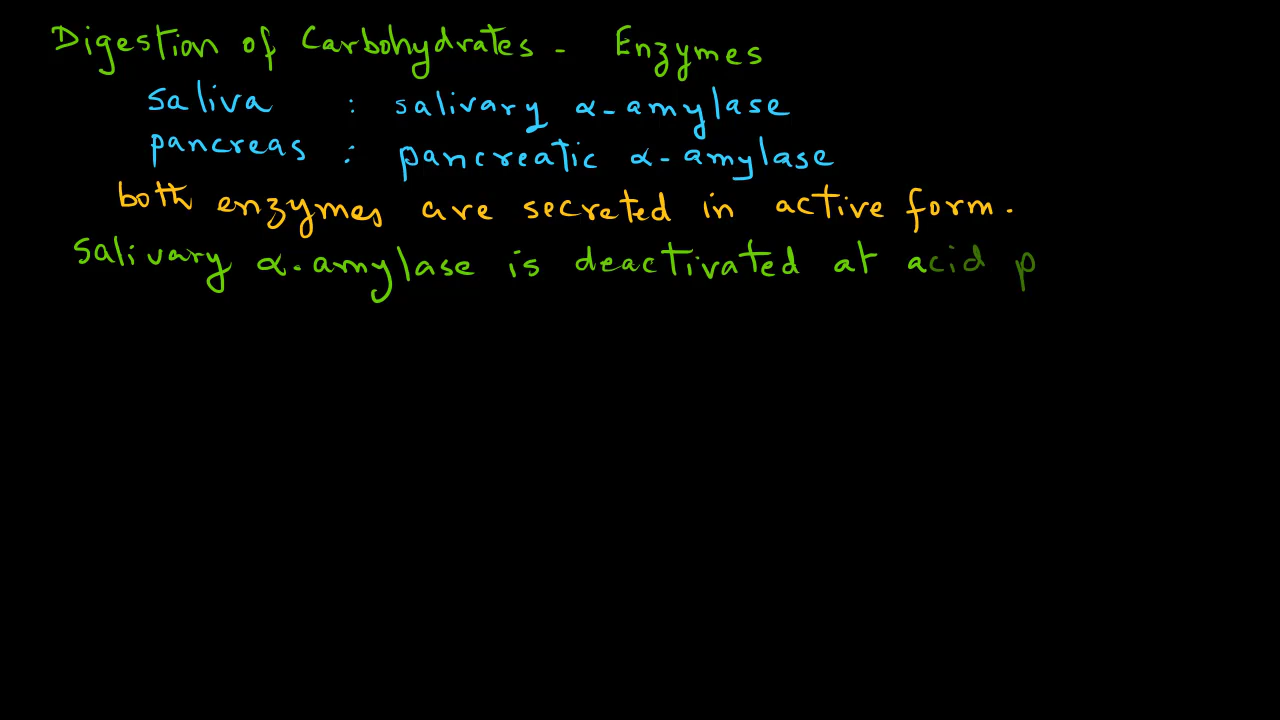 Digestion of Carbohydrates - Enzymes
saliva : salivary α-amylase
pancreas : pancreatic α-amylase
both enzymes are secreted in active form.
Salivary α-amylase is deactivated at acid p